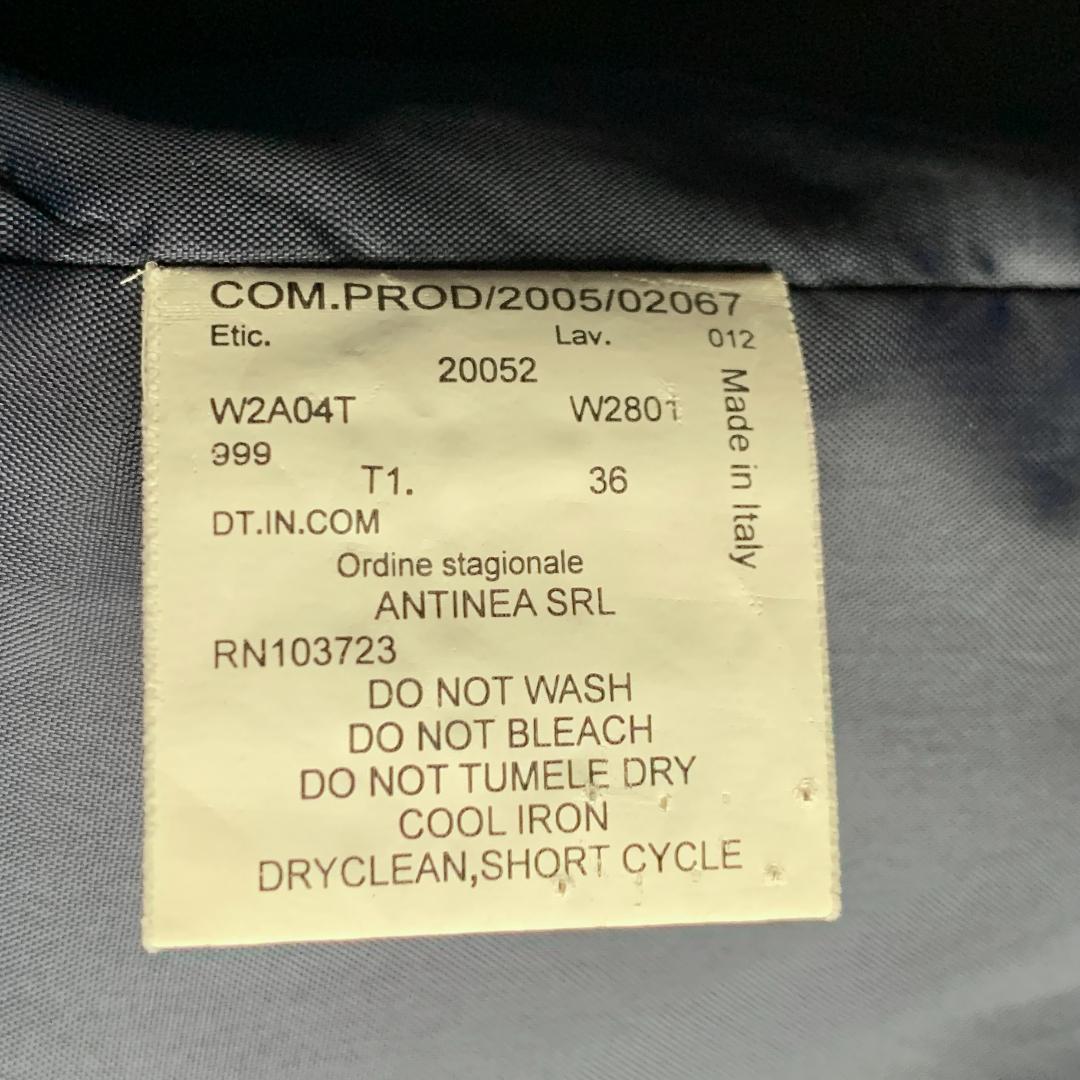 COM.PROD/2005/02067
Etic. Lav. 012
20052
W2A04T W2801
999
T1. 36
DT.IN.COM
Made in Italy
Ordine stagionale
ANTINEA SRL
RN103723
DO NOT WASH
DO NOT BLEACH
DO NOT TUMELE DRY
COOL IRON
DRYCLEAN,SHORT CYCLE